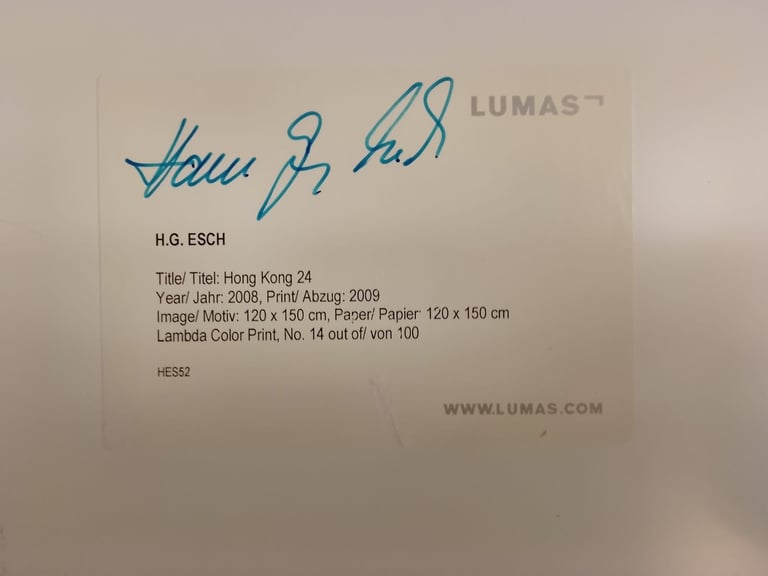 LUMAS
H.G. ESCH
Title/ Titel: Hong Kong 24
Year/ Jahr: 2008, Print/ Abzug: 2009
Image/ Motiv: 120 x 150 cm, Paper/ Papier: 120 x 150 cm
Lambda Color Print, No. 14 out of/ von 100
HES52
WWW.LUMAS.COM